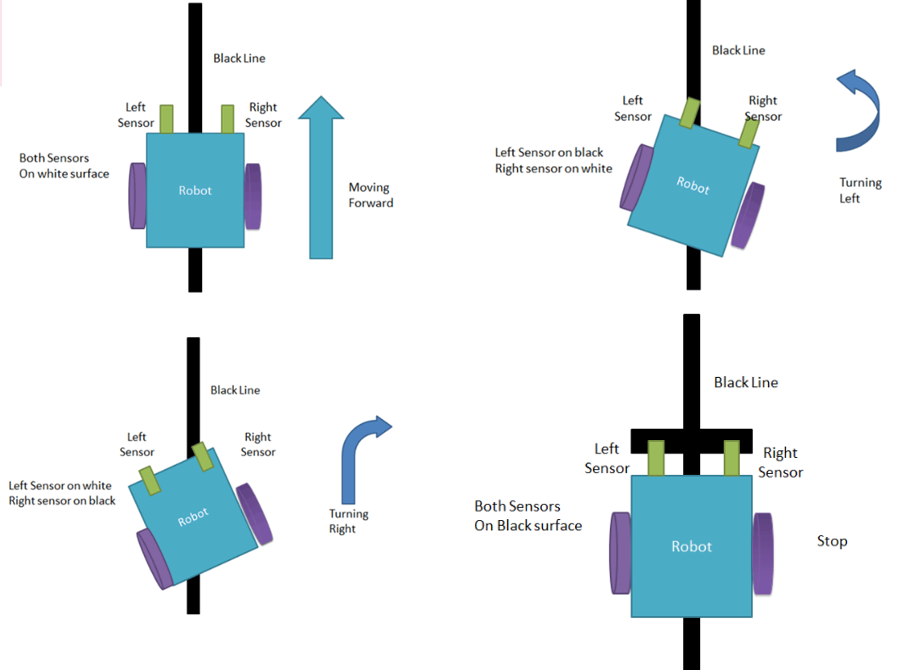 Black Line
Left
Sensor
Right
Sensor
Both Sensors
On white surface
Robot
Moving
Forward
Black Line
Left
Sensor
Right
Sensor
Left Sensor on black
Right sensor on white
Robot
Turning
Left
Black Line
Left
Sensor
Right
Sensor
Left Sensor on white
Right sensor on black
Robot
Turning
Right
Black Line
Left
Sensor
Right
Sensor
Both Sensors
On Black surface
Robot
Stop